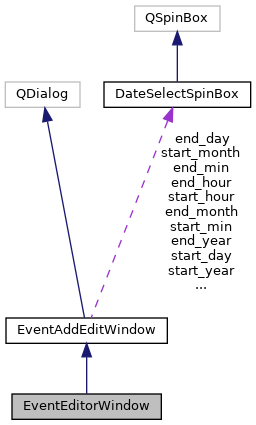 QSpinBox
QDialog
DateSelectSpinBox
end_day
start_month
end_min
end_hour
start_hour
end_month
start_min
end_year
start_day
start_year
...
EventAddEditWindow
EventEditorWindow